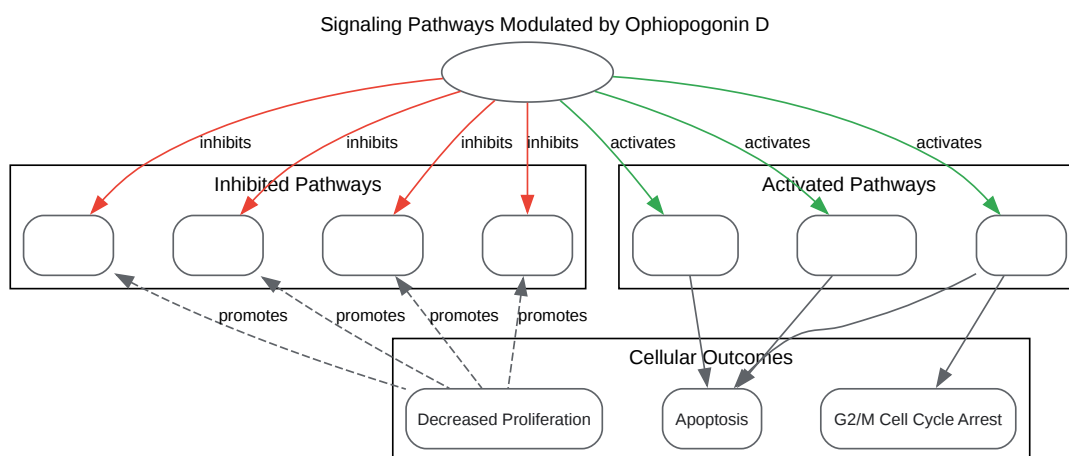 Signaling Pathways Modulated by Ophiopogonin D
inhibits
inhibits
inhibits
inhibits
activates
activates
activates
Inhibited Pathways
Activated Pathways
promotes
promotes
promotes
promotes
Cellular Outcomes
Decreased Proliferation
Apoptosis
G2/M Cell Cycle Arrest